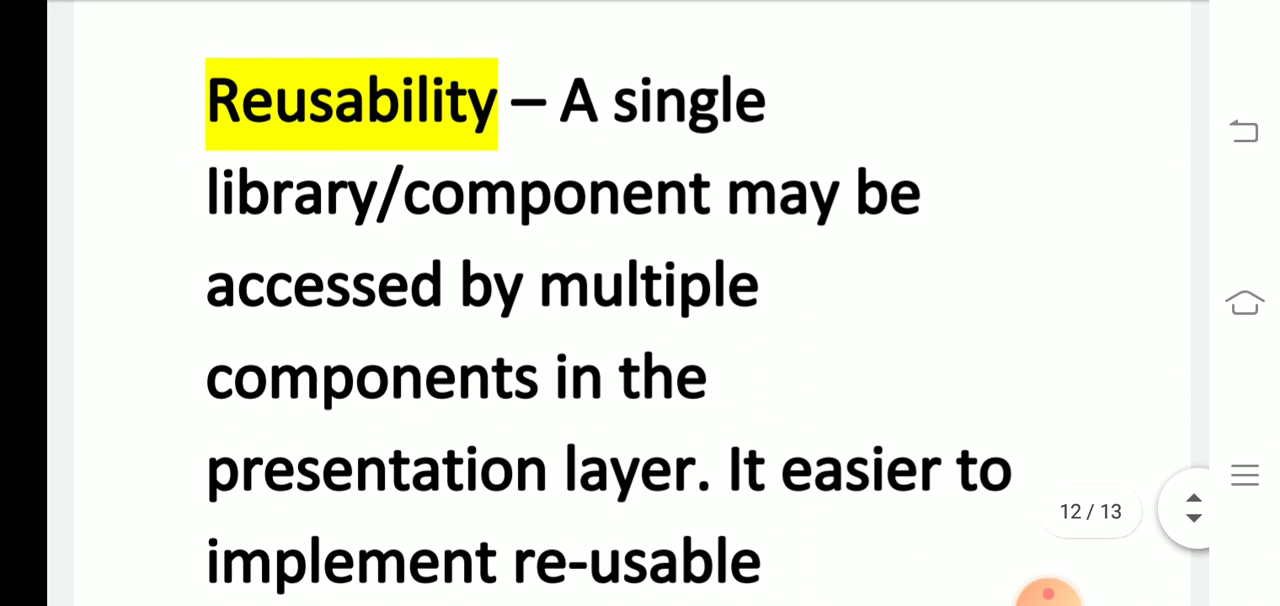 Reusability – A single
library/component may be
accessed by multiple
components in the
presentation layer. It easier to
implement re-usable
12 / 13